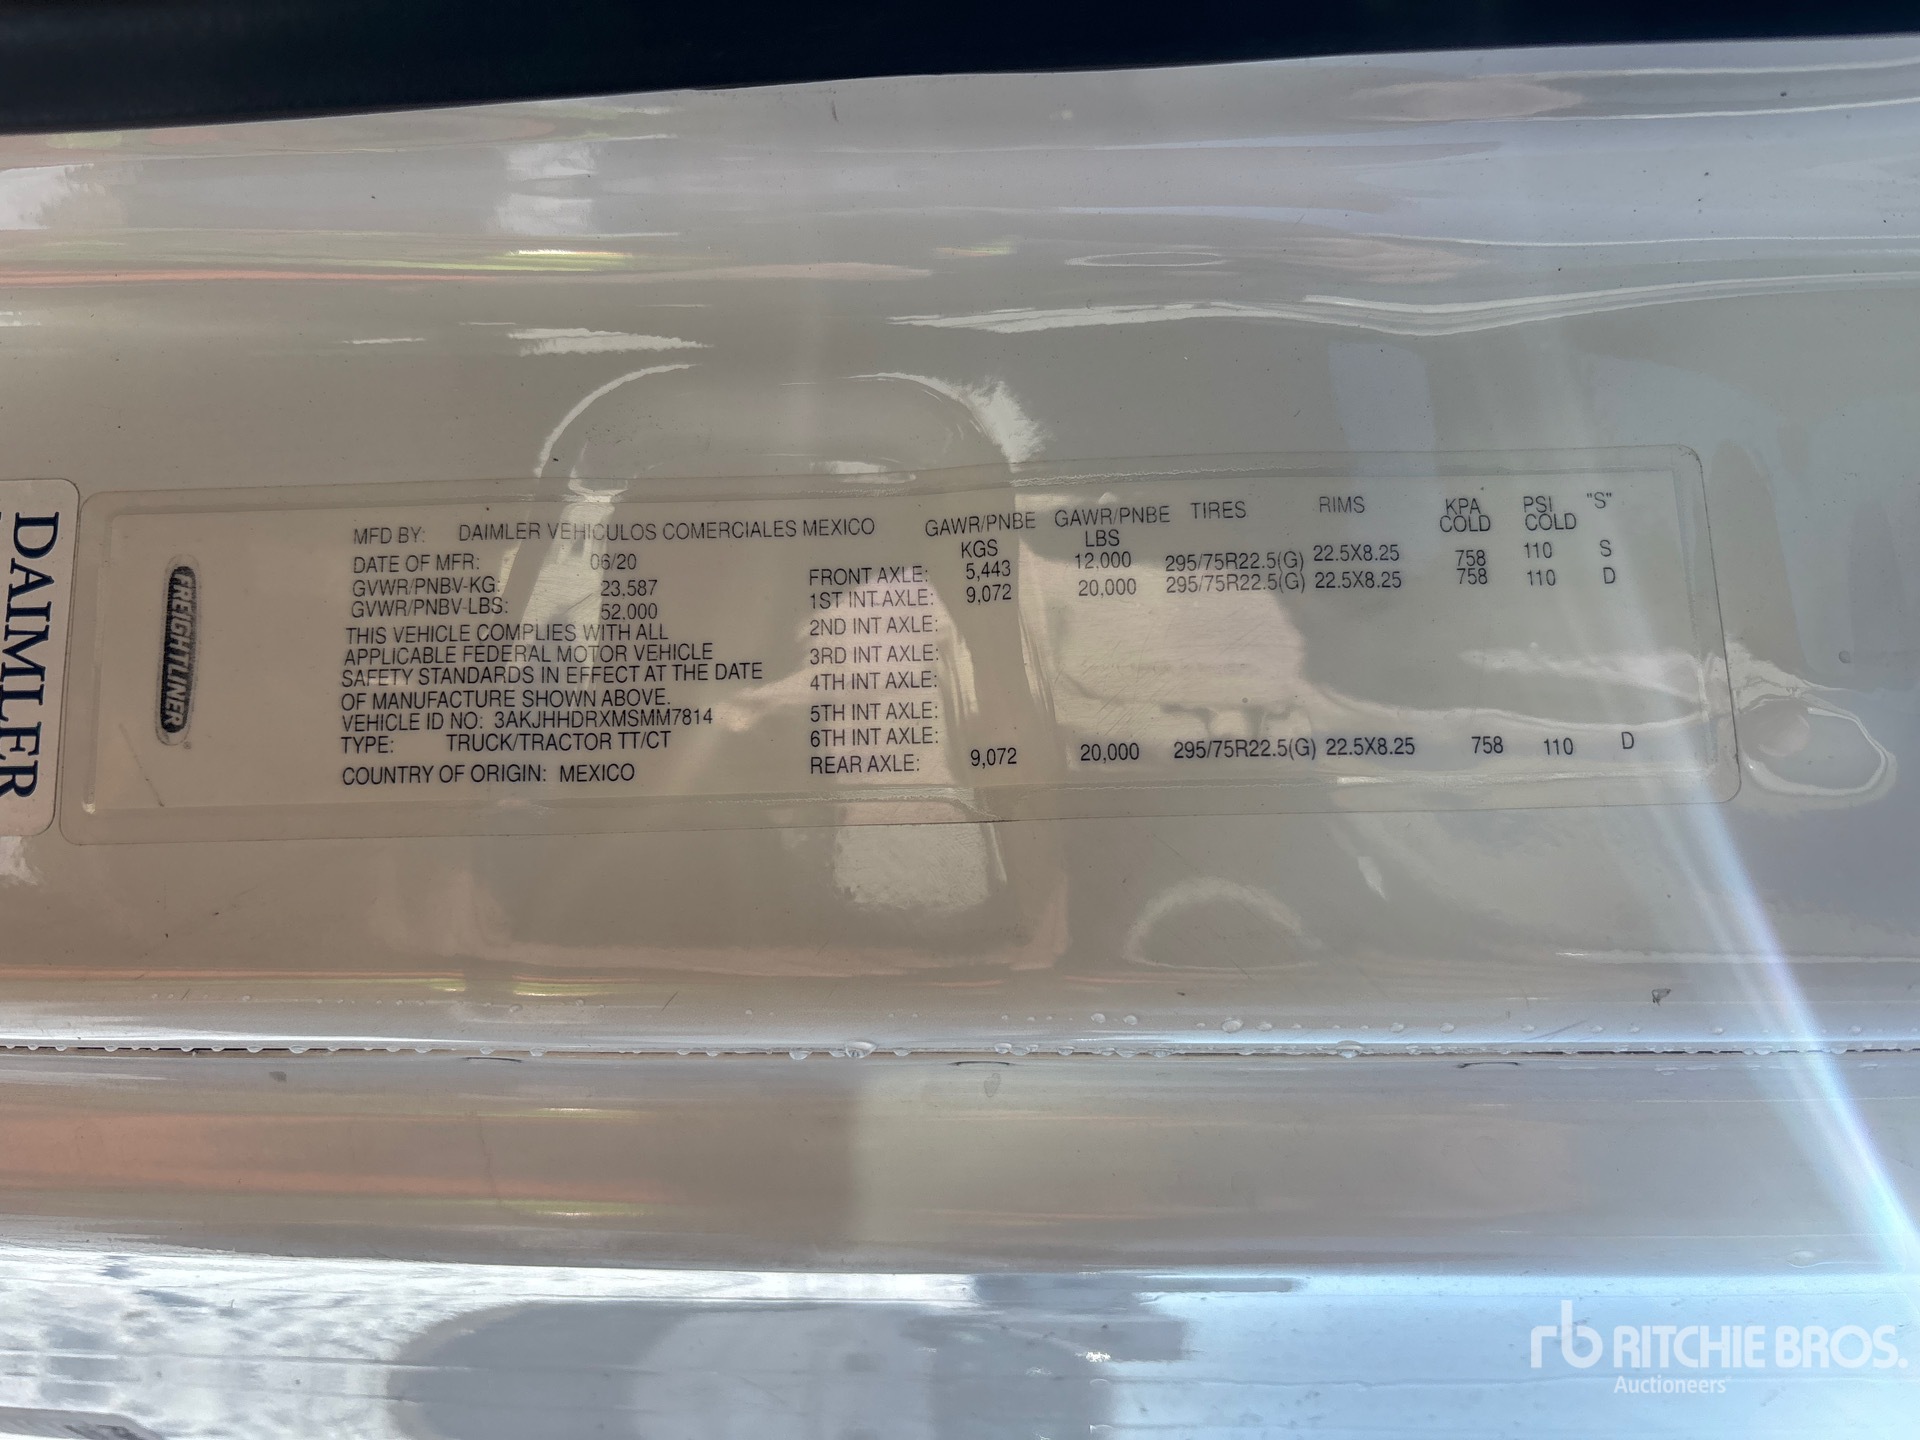 DAIMLER
FREIGHTLINER
MFD BY: DAIMLER VEHICULOS COMERCIALES MEXICO
DATE OF MFR: 06/20
GVWR/PNBV-KG: 23,587
GVWR/PNBV-LBS: 52,000
THIS VEHICLE COMPLIES WITH ALL
APPLICABLE FEDERAL MOTOR VEHICLE
SAFETY STANDARDS IN EFFECT AT THE DATE
OF MANUFACTURE SHOWN ABOVE.
VEHICLE ID NO: 3AKJHHDRXMSMM7814
TYPE: TRUCK/TRACTOR TT/CT
COUNTRY OF ORIGIN: MEXICO
GAWR/PNBE GAWR/PNBE TIRES RIMS KPA PSI "S"
KGS LBS COLD COLD
FRONT AXLE: 5,443 12,000 295/75R22.5(G) 22.5X8.25 758 110 S
1ST INT AXLE: 9,072 20,000 295/75R22.5(G) 22.5X8.25 758 110 D
2ND INT AXLE:
3RD INT AXLE:
4TH INT AXLE:
5TH INT AXLE:
6TH INT AXLE:
REAR AXLE: 9,072 20,000 295/75R22.5(G) 22.5X8.25 758 110 D
rb RITCHIE BROS.
Auctioneers